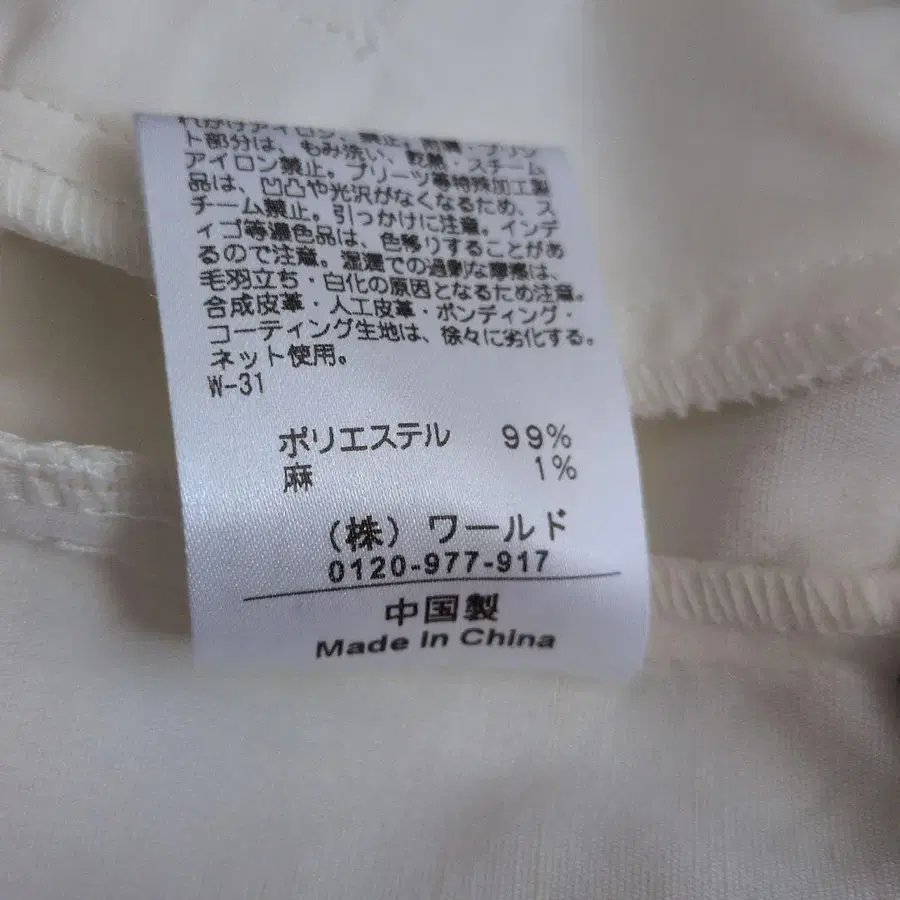 ト部分は、もみ洗い、乾燥・スチーム
アイロン禁止。プリーツ等特殊加工製
品は、凹凸や光沢がなくなるため、ス
チーム禁止。引っかけに注意。インデ
ィゴ等濃色品は、色移りすることがあ
るので注意。湿潤での過剰な摩擦は、
毛羽立ち・白化の原因となるため注意。
合成皮革・人工皮革・ボンディング・
コーティング生地は、徐々に劣化する。
ネット使用。
W-31
ポリエステル 99%
麻 1%
(株) ワールド
0120-977-917
中国製
Made in China